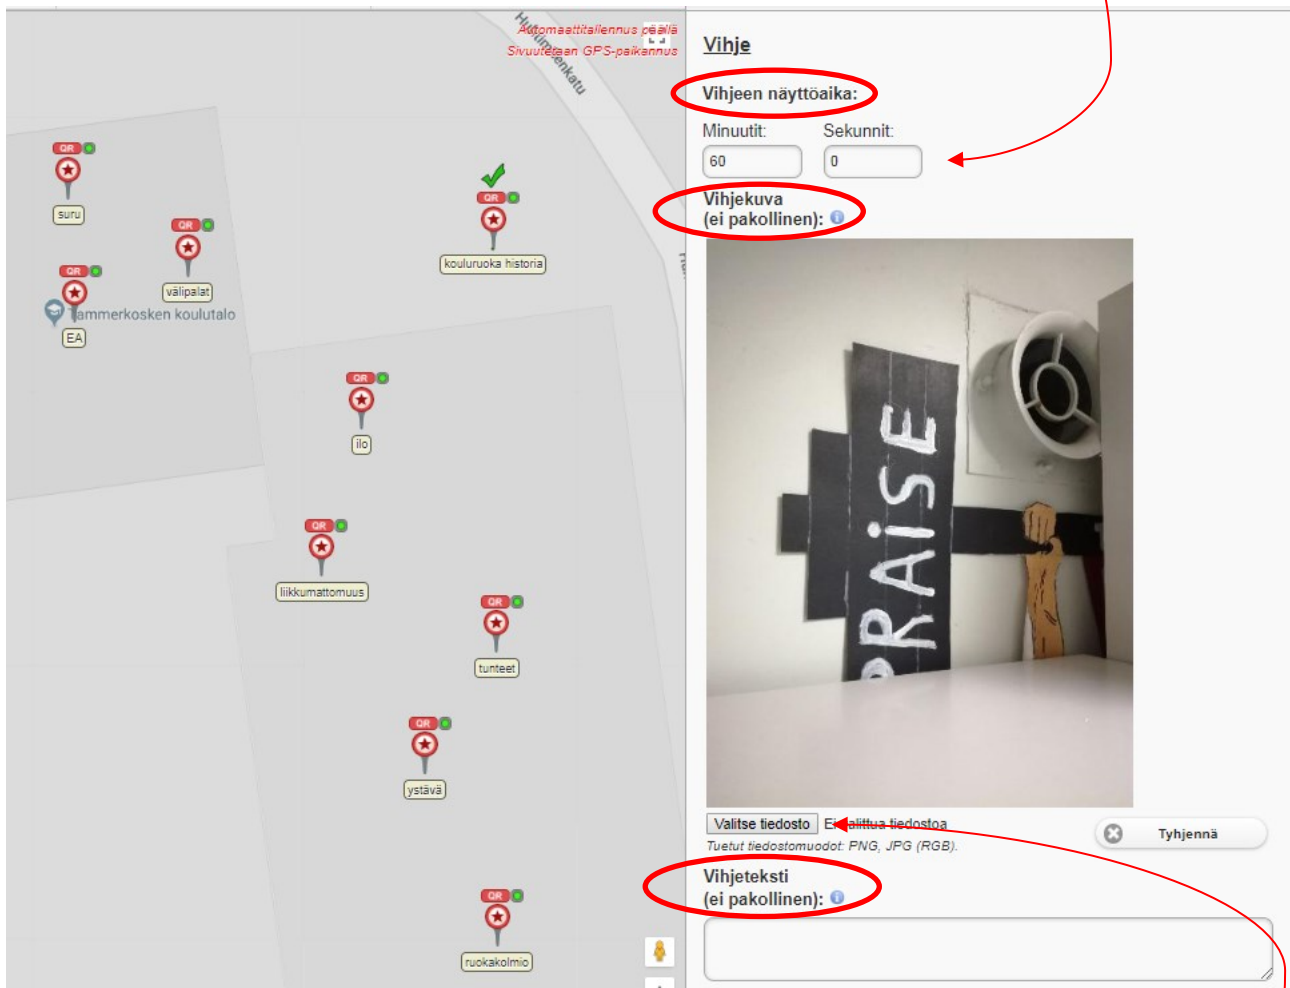 Automaattitallennus päällä
Sivuutetaan GPS-paikannus
QR
suru
QR
välipalat
QR
Tammerkosken koulutalo
EA
QR
kouluruoka historia
QR
ilo
QR
liikkumattomuus
QR
tunteet
QR
ystävä
QR
ruokakolmio
Vihje
Vihjeen näyttöaika:
Minuutit: Sekunnit:
60 0
Vihjekuva
(ei pakollinen):
PRAISE
Valitse tiedosto Ei valittua tiedostoa
Tyhjennä
Tuetut tiedostomuodot: PNG, JPG (RGB).
Vihjeteksti
(ei pakollinen):